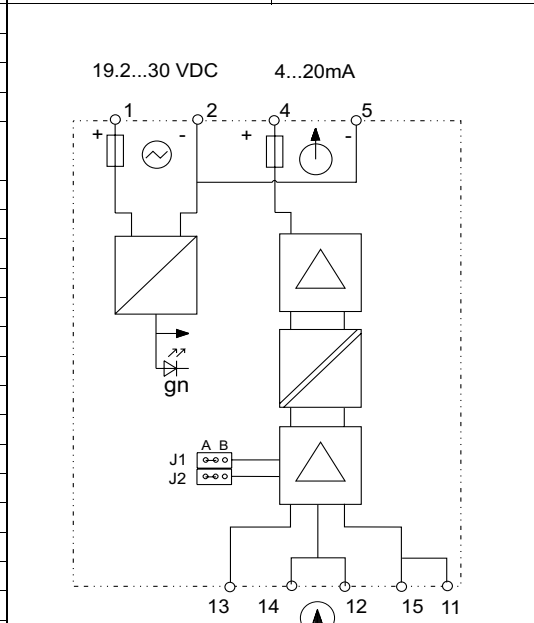 19.2...30 VDC 4...20mA
1 2 4 5
+ - + -
gn
A B
J1
J2
13 14 12 15 11